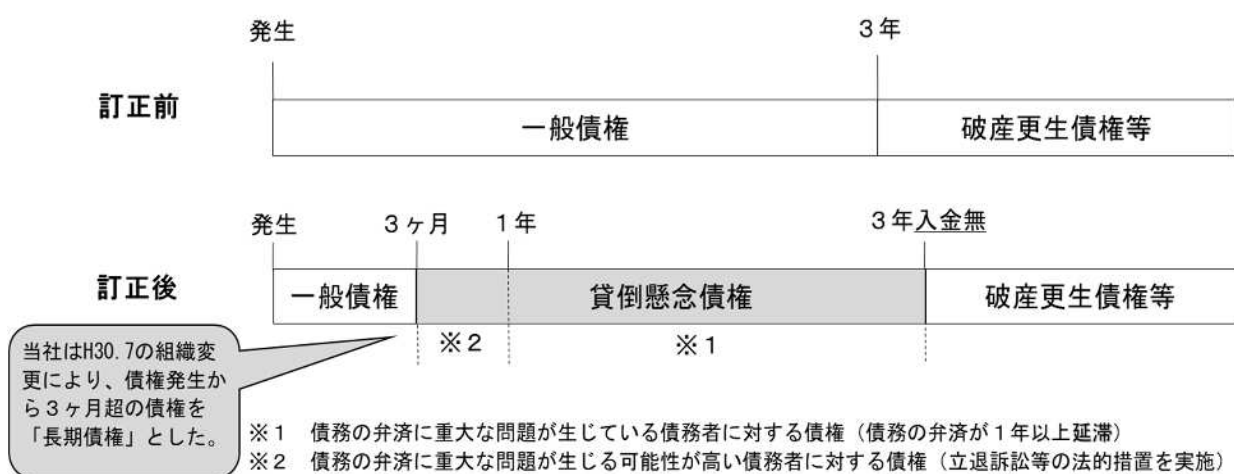 発生 3年
訂正前 一般債権 破産更生債権等
発生 3ヶ月 1年 3年入金無
訂正後 一般債権 貸倒懸念債権 破産更生債権等
※2 ※1
当社はH30.7の組織変
更により、債権発生か
ら3ヶ月超の債権を
「長期債権」とした。
※1 債務の弁済に重大な問題が生じている債務者に対する債権(債務の弁済が1年以上延滞)
※2 債務の弁済に重大な問題が生じる可能性が高い債務者に対する債権(立退訴訟等の法的措置を実施)